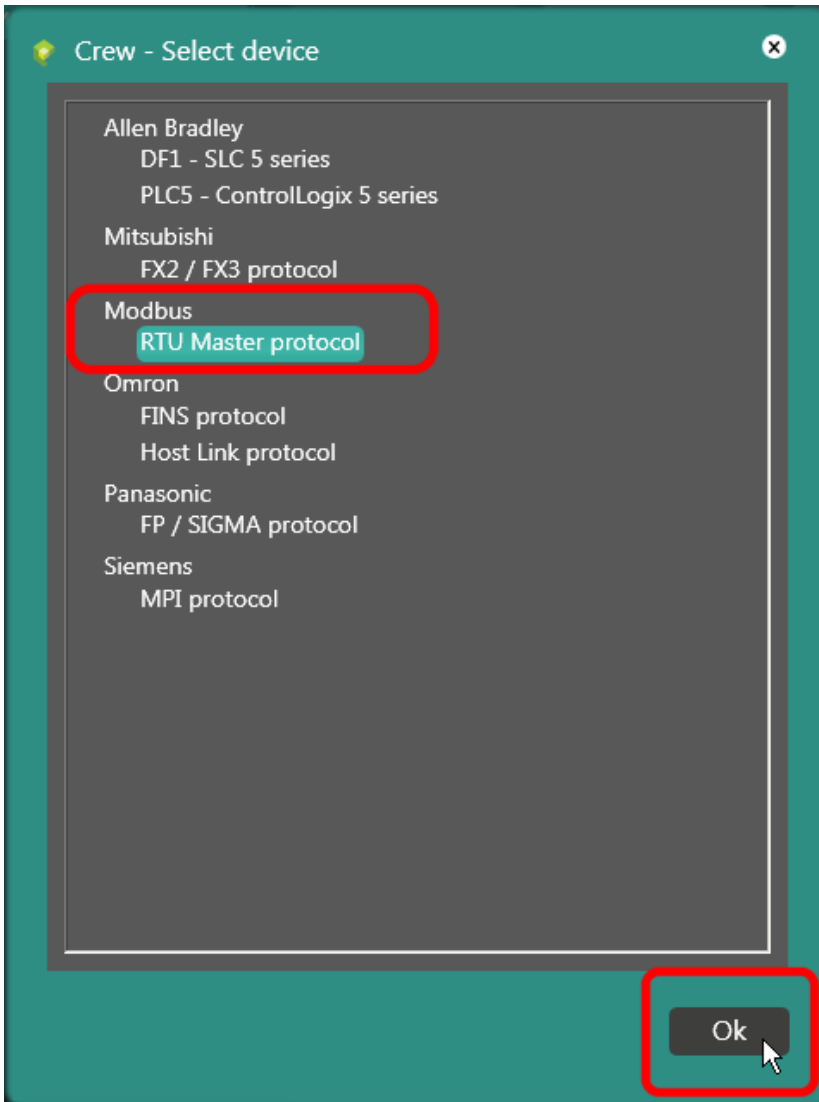 Crew - Select device
Allen Bradley
DF1 - SLC 5 series
PLC5 - ControlLogix 5 series
Mitsubishi
FX2 / FX3 protocol
Modbus
RTU Master protocol
Omron
FINS protocol
Host Link protocol
Panasonic
FP / SIGMA protocol
Siemens
MPI protocol
Ok